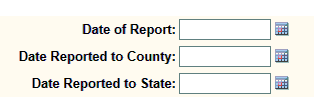 Date of Report:
Date Reported to County:
Date Reported to State: